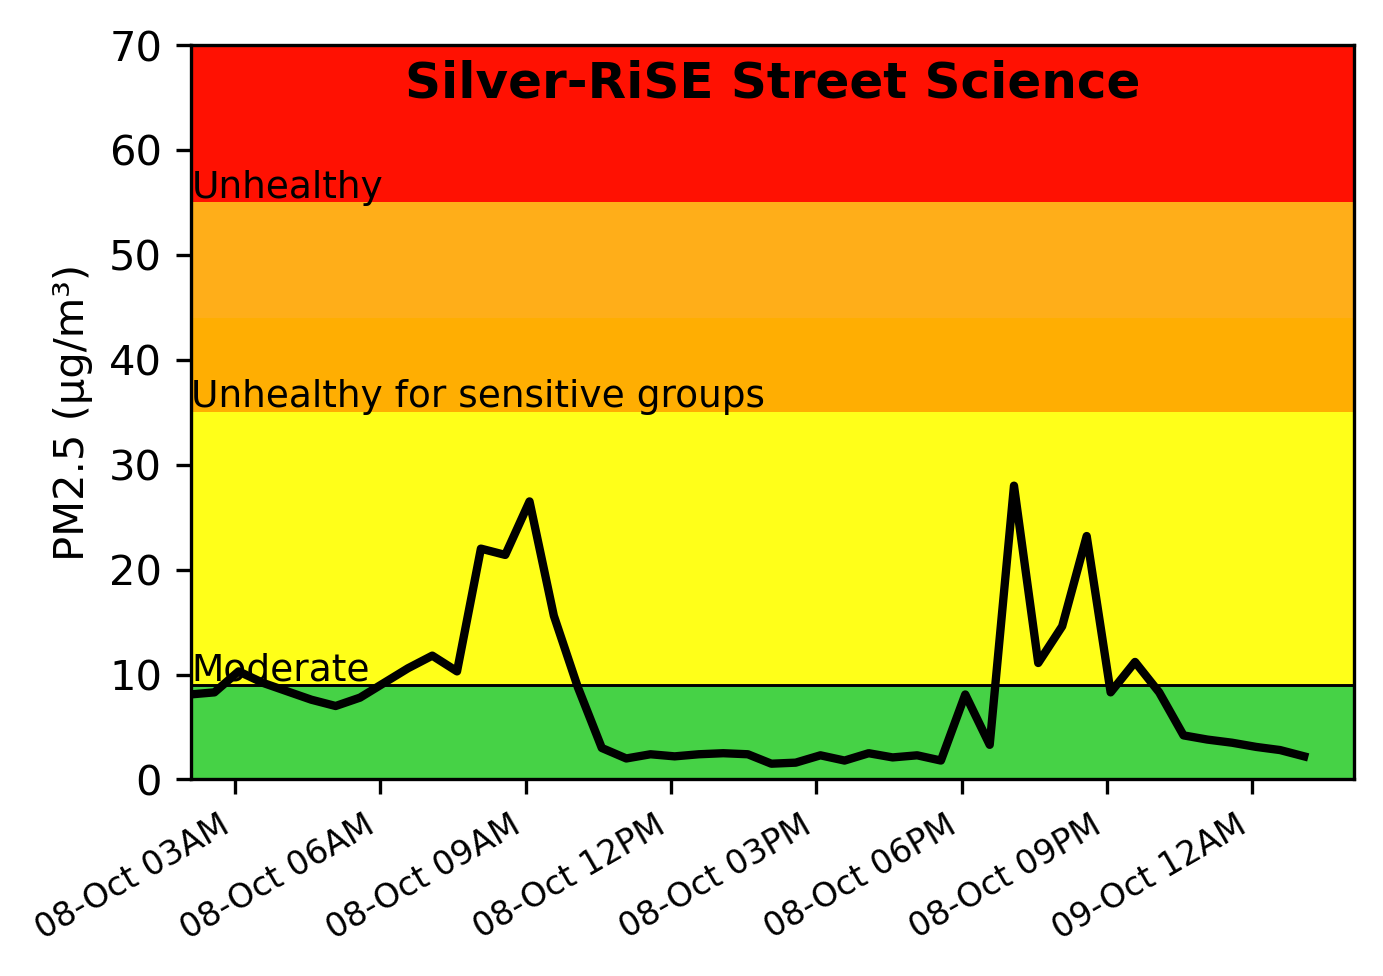 Silver-RiSE Street Science
PM2.5 (µg/m³)
70
60
50
40
30
20
10
0
Unhealthy
Unhealthy for sensitive groups
Moderate
08-Oct 03AM
08-Oct 06AM
08-Oct 09AM
08-Oct 12PM
08-Oct 03PM
08-Oct 06PM
08-Oct 09PM
09-Oct 12AM